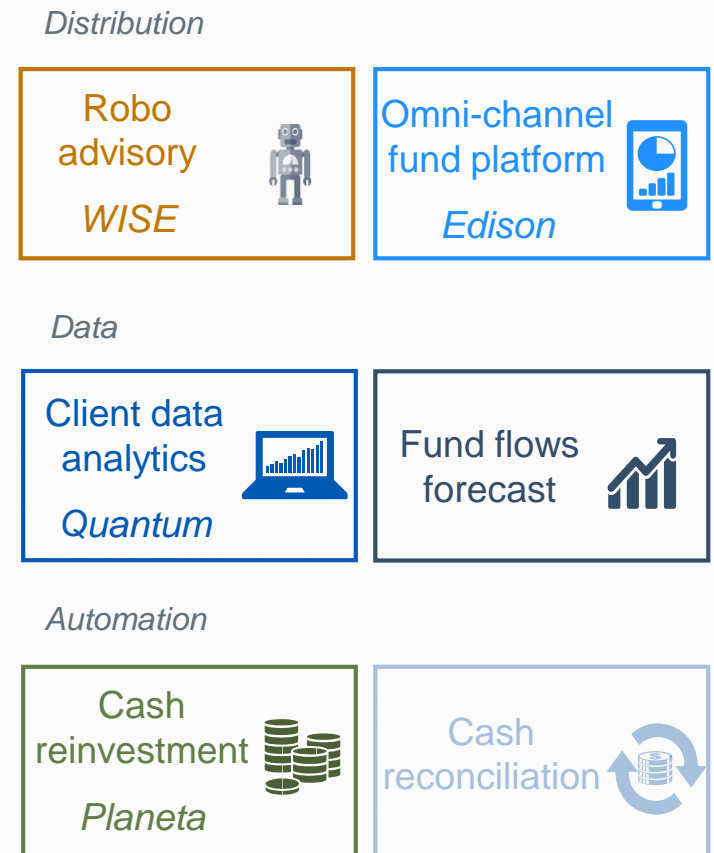 Distribution
Robo
advisory
WISE
Omni-channel
fund platform
Edison
Data
Client data
analytics
Quantum
Fund flows
forecast
Automation
Cash
reinvestment
Planeta
Cash
reconciliation
$